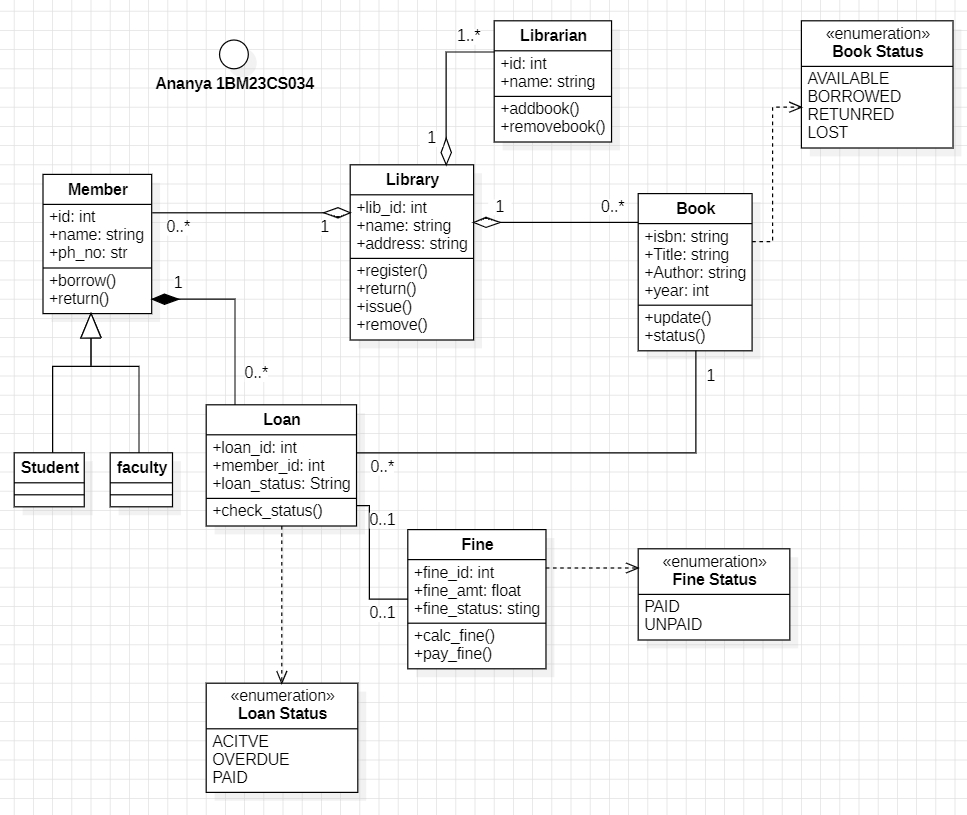 Ananya 1BM23CS034
1..*
Librarian
+id: int
+name: string
+addbook()
+removebook()
«enumeration»
Book Status
AVAILABLE
BORROWED
RETUNRED
LOST
1
Member
+id: int
+name: string
+ph_no: str
+borrow()
+return()
0..*
1
Library
+lib_id: int
+name: string
+address: string
+register()
+return()
+issue()
+remove()
1
0..*
Book
+isbn: string
+Title: string
+Author: string
+year: int
+update()
+status()
1
0..*
1
Student
faculty
Loan
+loan_id: int
+member_id: int
+loan_status: String
+check_status()
0..*
0..1
0..1
Fine
+fine_id: int
+fine_amt: float
+fine_status: sting
+calc_fine()
+pay_fine()
«enumeration»
Fine Status
PAID
UNPAID
«enumeration»
Loan Status
ACITVE
OVERDUE
PAID